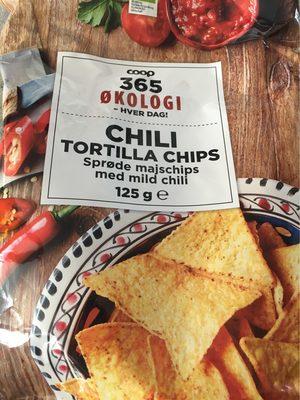 coop
365
ØKOLOGI
- HVER DAG!
CHILI
TORTILLA CHIPS
Sprøde majschips
med mild chili
125 g e